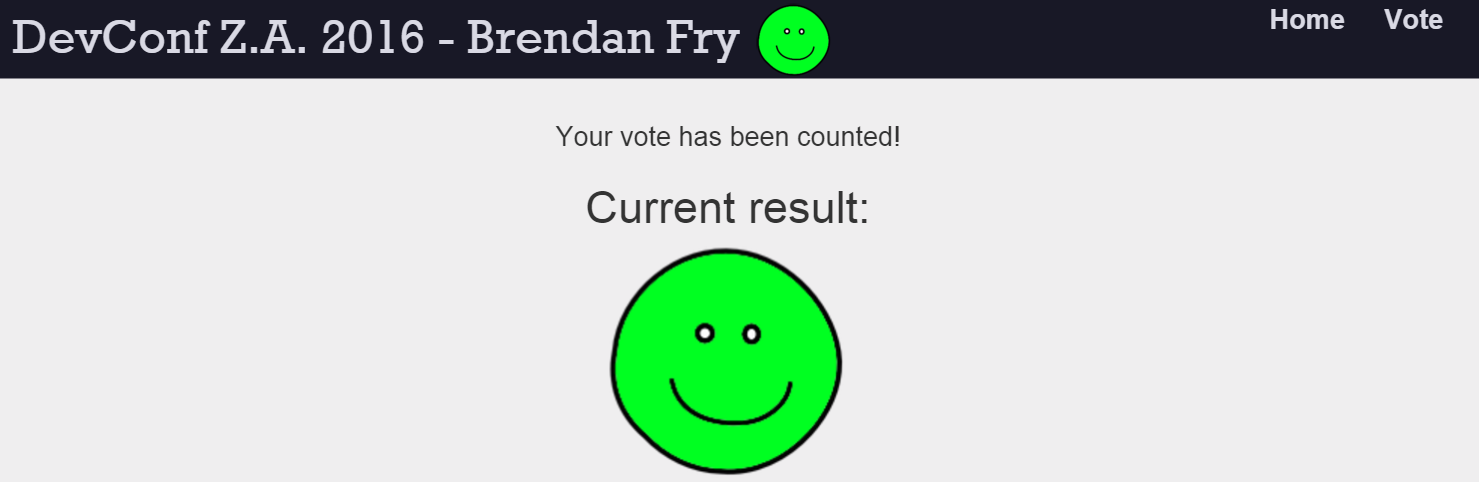 DevConf Z.A. 2016 - Brendan Fry
Home Vote
Your vote has been counted!
Current result: